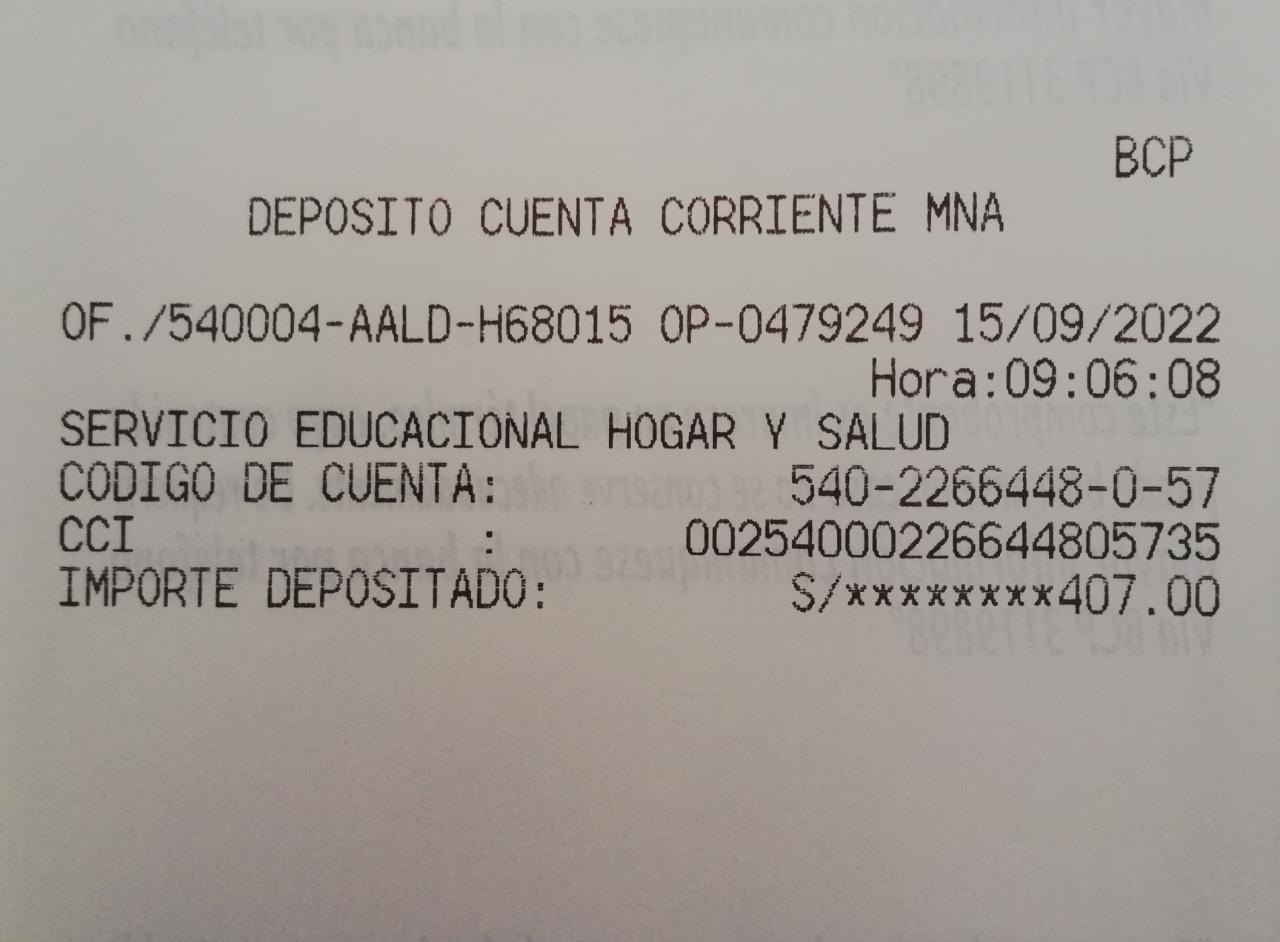 BCP
DEPOSITO CUENTA CORRIENTE MNA
OF./540004-AALD-H68015 OP-0479249 15/09/2022
Hora:09:06:08
SERVICIO EDUCACIONAL HOGAR Y SALUD
CODIGO DE CUENTA: 540-2266448-0-57
CCI : 00254000226644805735
IMPORTE DEPOSITADO: S/********407.00